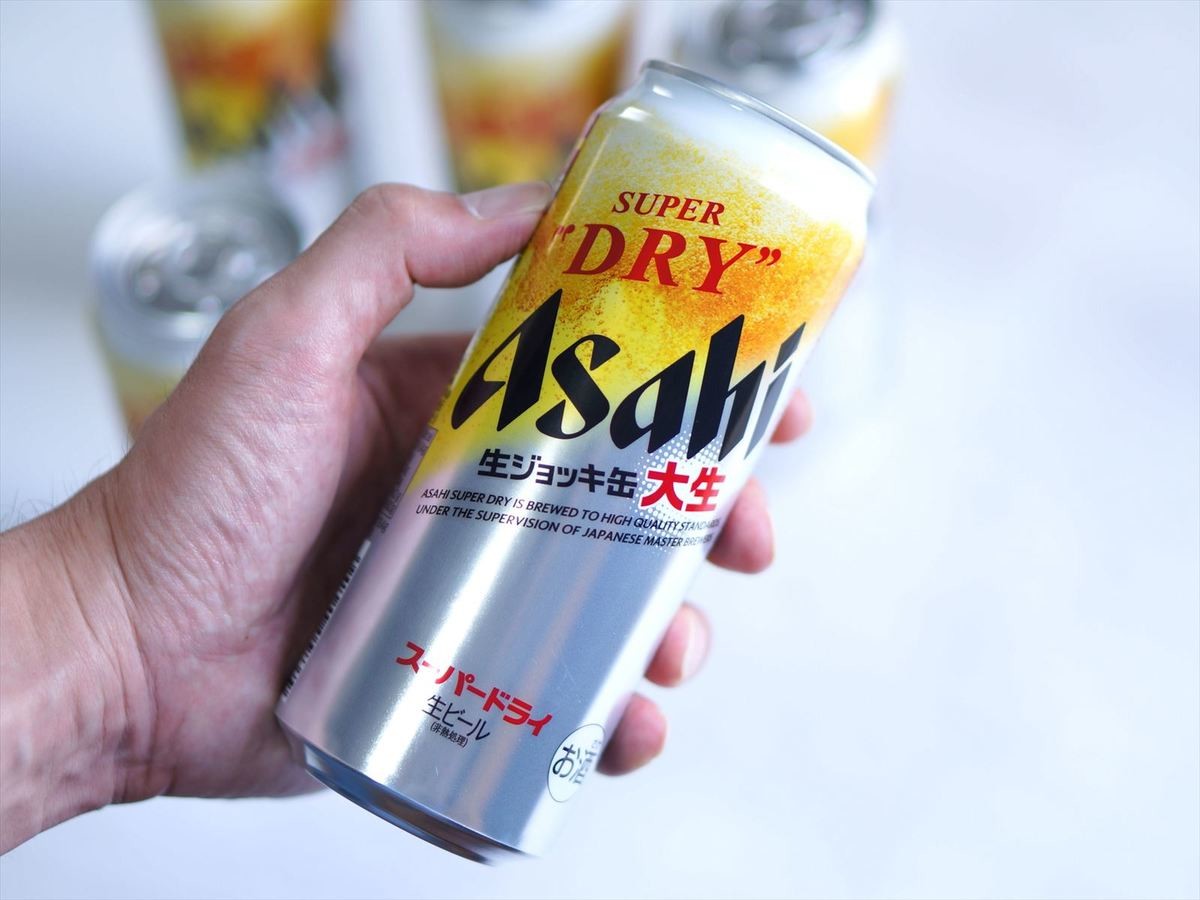 SUPER
"DRY"
Asahi
生ジョッキ缶 大生
ASAHI SUPER DRY IS BREWED TO HIGH QUALITY STANDARDS
UNDER THE SUPERVISION OF JAPANESE MASTER BREWERS
スーパードライ
生ビール
(非熱処理)
お酒